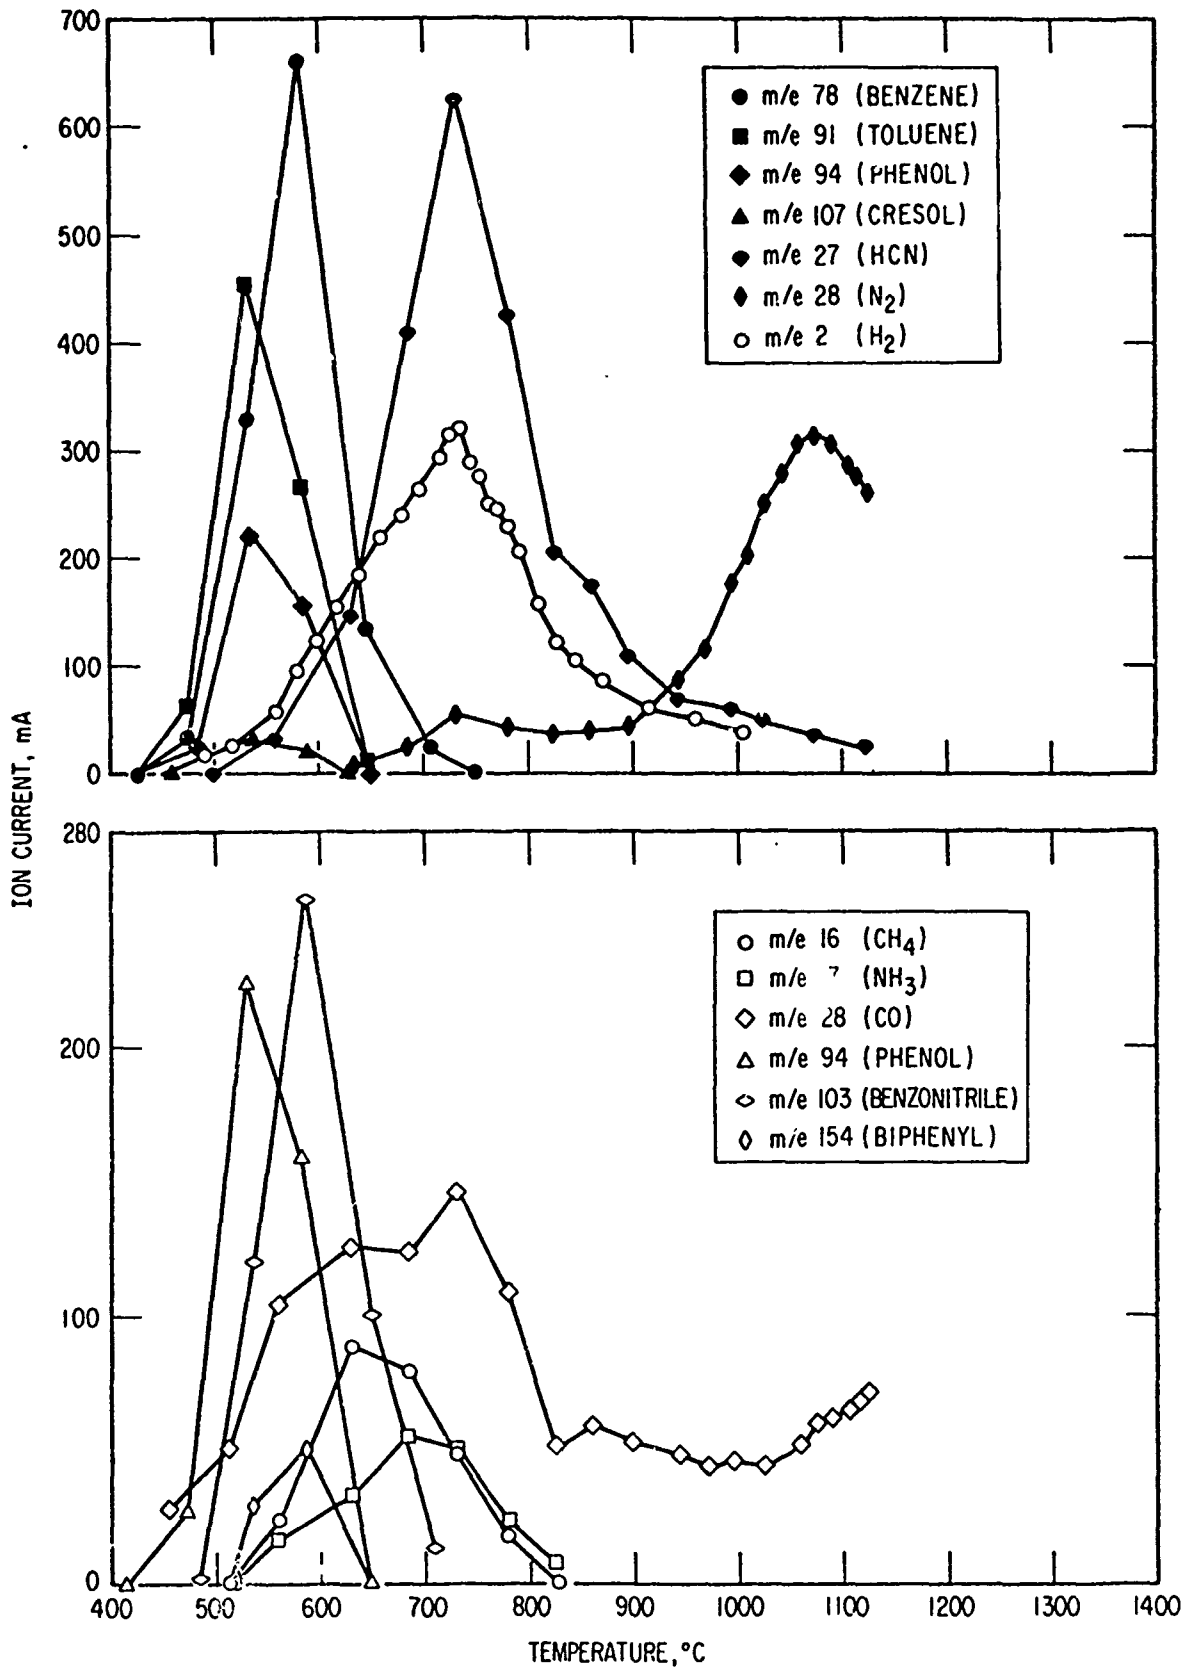 700
600
500
400
300
200
100
0
● m/e 78 (BENZENE)
■ m/e 91 (TOLUENE)
◆ m/e 94 (PHENOL)
▲ m/e 107 (CRESOL)
m/e 27 (HCN)
♦ m/e 28 (N₂)
○ m/e 2 (H₂)
ION CURRENT, mA
280
200
100
0
○ m/e 16 (CH₄)
□ m/e 7 (NH₃)
◇ m/e 28 (CO)
△ m/e 94 (PHENOL)
m/e 103 (BENZONITRILE)
m/e 154 (BIPHENYL)
400 500 600 700 800 900 1000 1100 1200 1300 1400
TEMPERATURE, °C